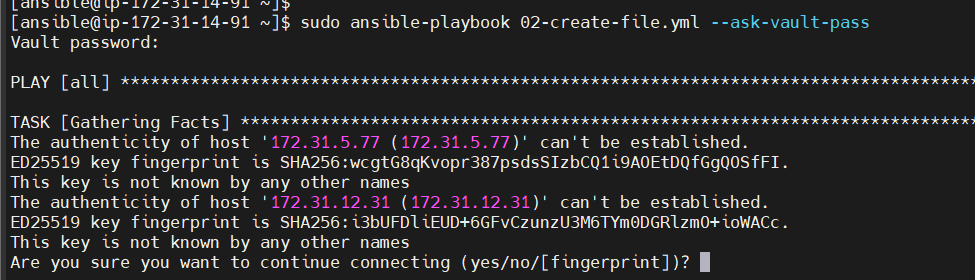 [ansible@ip-172-31-14-91 ~]$
[ansible@ip-172-31-14-91 ~]$ sudo ansible-playbook 02-create-file.yml --ask-vault-pass
Vault password:
PLAY [all] *************************************************************************************
TASK [Gathering Facts] *************************************************************************
The authenticity of host '172.31.5.77 (172.31.5.77)' can't be established.
ED25519 key fingerprint is SHA256:wcgtG8qKvopr387psdsSIzbCQ1i9AOEtDQfGgQOSfFI.
This key is not known by any other names
The authenticity of host '172.31.12.31 (172.31.12.31)' can't be established.
ED25519 key fingerprint is SHA256:i3bUFDliEUD+6GFvCzunzU3M6TYm0DGRlzmO+ioWACc.
This key is not known by any other names
Are you sure you want to continue connecting (yes/no/[fingerprint])?